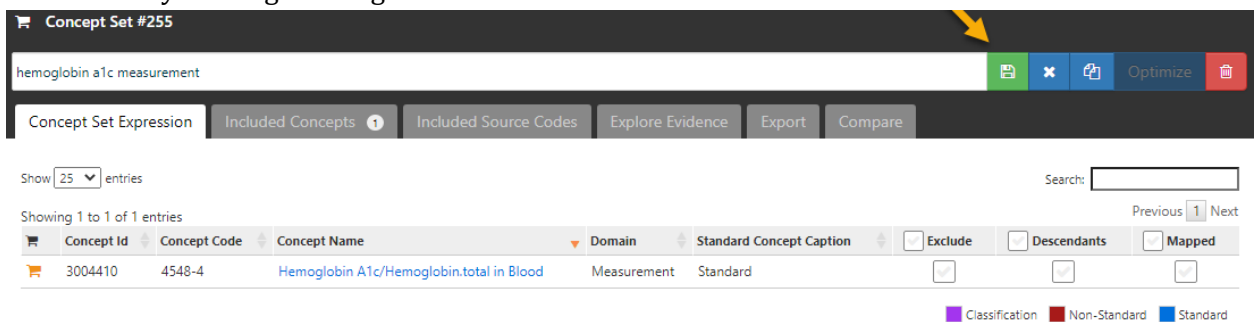 Concept Set #255
hemoglobin a1c measurement
Optimize
Concept Set Expression Included Concepts 1 Included Source Codes Explore Evidence Export Compare
Show 25 entries Search:
Showing 1 to 1 of 1 entries Previous 1 Next
Concept Id Concept Code Concept Name Domain Standard Concept Caption Exclude Descendants Mapped
3004410 4548-4 Hemoglobin A1c/Hemoglobin.total in Blood Measurement Standard
Classification Non-Standard Standard